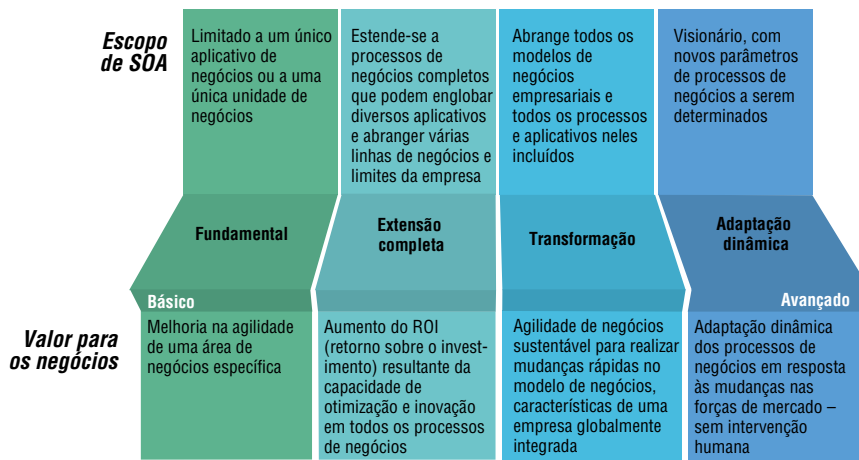 Escopo
de SOA
Limitado a um único
aplicativo de
negócios ou a uma
única unidade de
negócios
Estende-se a
processos de
negócios completos
que podem englobar
diversos aplicativos
e abranger várias
linhas de negócios e
limites da empresa
Abrange todos os
modelos de
negócios
empresariais e
todos os processos
e aplicativos neles
incluídos
Visionário, com
novos parâmetros
de processos de
negócios a serem
determinados
Fundamental
Extensão
completa
Transformação
Adaptação
dinâmica
Básico
Avançado
Valor para
os negócios
Melhoria na agilidade
de uma área de
negócios específica
Aumento do ROI
(retorno sobre o invest-
imento) resultante da
capacidade de
otimização e inovação
em todos os processos
de negócios
Agilidade de negócios
sustentável para realizar
mudanças rápidas no
modelo de negócios,
características de uma
empresa globalmente
integrada
Adaptação dinâmica
dos processos de
negócios em resposta
às mudanças nas
forças de mercado –
sem intervenção
humana